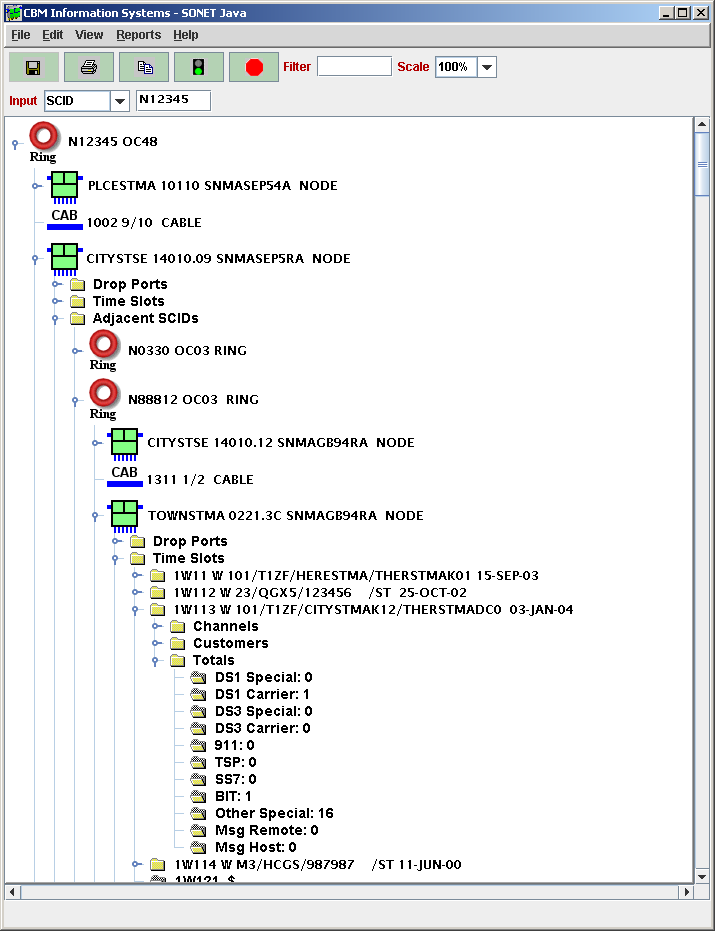 CBM Information Systems - SONET Java
File Edit View Reports Help
Filter Scale 100%
Input SCID N12345
N12345 OC48
Ring
PLCESTMA 10110 SNMASEP54A NODE
CAB
1002 9/10 CABLE
CITYSTSE 14010.09 SNMASEP5RA NODE
Drop Ports
Time Slots
Adjacent SCIDs
N0330 OC03 RING
Ring
N88812 OC03 RING
Ring
CITYSTSE 14010.12 SNMAGB94RA NODE
CAB
1311 1/2 CABLE
TOWNSTMA 0221.3C SNMAGB94RA NODE
Drop Ports
Time Slots
1W11 W 101/T1ZF/HERESTMA/THERSTMAK01 15-SEP-03
1W112 W 23/QGX5/123456 /ST 25-OCT-02
1W113 W 101/T1ZF/CITYSTMAK12/THERSTMADC0 03-JAN-04
Channels
Customers
Totals
DS1 Special: 0
DS1 Carrier: 1
DS3 Special: 0
DS3 Carrier: 0
911: 0
TSP: 0
SS7: 0
BIT: 1
Other Special: 16
Msg Remote: 0
Msg Host: 0
1W114 W M3/HCGS/987987 /ST 11-JUN-00
1W121 $